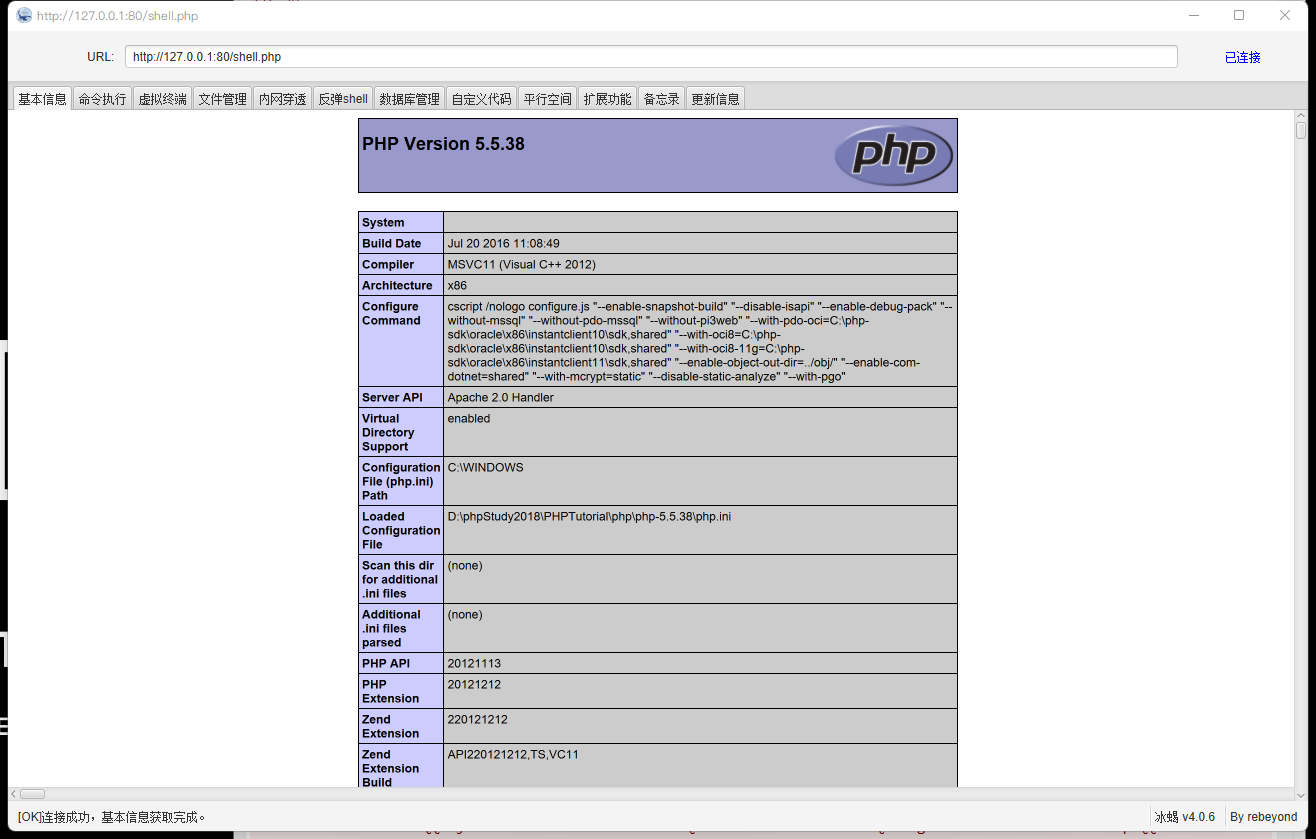 http://127.0.0.1:80/shell.php
URL: http://127.0.0.1:80/shell.php 已连接
基本信息 命令执行 虚拟终端 文件管理 内网穿透 反弹shell 数据库管理 自定义代码 平行空间 扩展功能 备忘录 更新信息
PHP Version 5.5.38
php
System
Build Date Jul 20 2016 11:08:49
Compiler MSVC11 (Visual C++ 2012)
Architecture x86
Configure cscript /nologo configure.js "--enable-snapshot-build" "--disable-isapi" "--enable-debug-pack" "--
Command without-mssql" "--without-pdo-mssql" "--without-pi3web" "--with-pdo-oci=C:\php-
sdk\oracle\x86\instantclient10\sdk,shared" "--with-oci8=C:\php-
sdk\oracle\x86\instantclient10\sdk,shared" "--with-oci8-11g=C:\php-
sdk\oracle\x86\instantclient11\sdk,shared" "--enable-object-out-dir=../obj/" "--enable-com-
dotnet=shared" "--with-mcrypt=static" "--disable-static-analyze" "--with-pgo"
Server API Apache 2.0 Handler
Virtual enabled
Directory
Support
Configuration C:\WINDOWS
File (php.ini)
Path
Loaded D:\phpStudy2018\PHPTutorial\php\php-5.5.38\php.ini
Configuration
File
Scan this dir (none)
for additional
.ini files
Additional (none)
.ini files
parsed
PHP API 20121113
PHP 20121212
Extension
Zend 220121212
Extension
Zend API220121212,TS,VC11
Extension
Build
[OK]连接成功，基本信息获取完成。 冰蝎 v4.0.6 By rebeyond